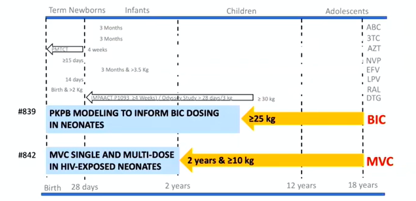 Term Newborns Infants Children Adolescents
3 Months ABC
3 Months 3TC
PMTCT 4 weeks AZT
≥15 days NVP
3 Months & >3.5 Kg EFV
14 days LPV
Birth & >2 Kg RAL
≥ 30 kg DTG
#839 PKPB MODELING TO INFORM BIC DOSING IN NEONATES ≥25 kg BIC
#842 MVC SINGLE AND MULTI-DOSE IN HIV-EXPOSED NEONATES 2 years & ≥10 kg MVC
Birth 28 days 2 years 12 years 18 years